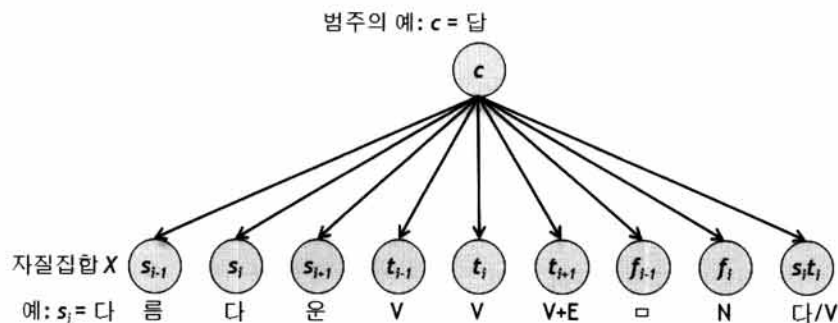 범주의 예: c = 답
c
자질집합 X s_{i-1} s_i s_{i+1} t_{i-1} t_i t_{i+1} f_{i-1} f_i s_it_i
예: s_i = 다 름 다 운 V V V+E ㅁ N 다/V